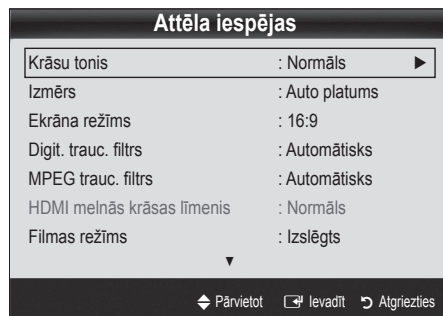 Attēla iespējas
Krāsu tonis : Normāls ►
Izmērs : Auto platums
Ekrāna režīms : 16:9
Digit. trauc. filtrs : Automātisks
MPEG trauc. filtrs : Automātisks
HDMI melnās krāsas līmenis : Normāls
Filmas režīms : Izslēgts
▼
Pārvietot Ievadīt Atgriezties